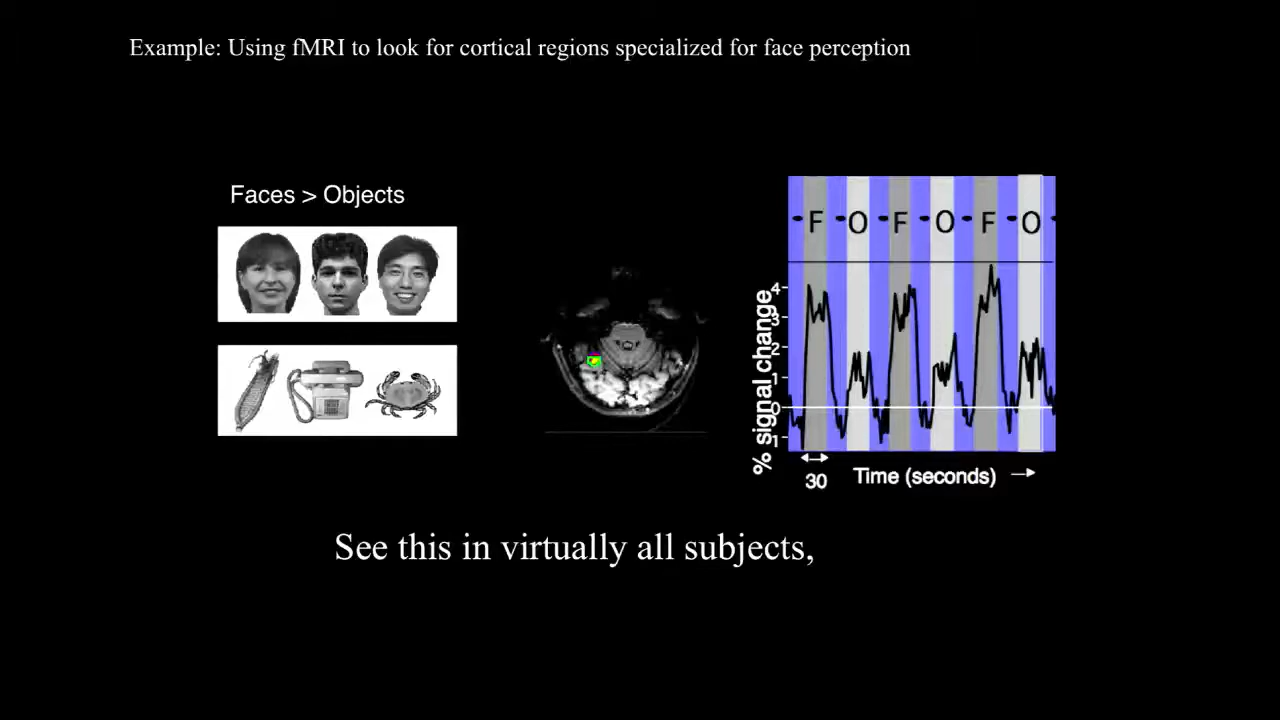 Example: Using fMRI to look for cortical regions specialized for face perception
Faces > Objects
- F - O - F - O - F - O -
% signal change
4
3
2
1
0
-1
30
Time (seconds) →
See this in virtually all subjects,